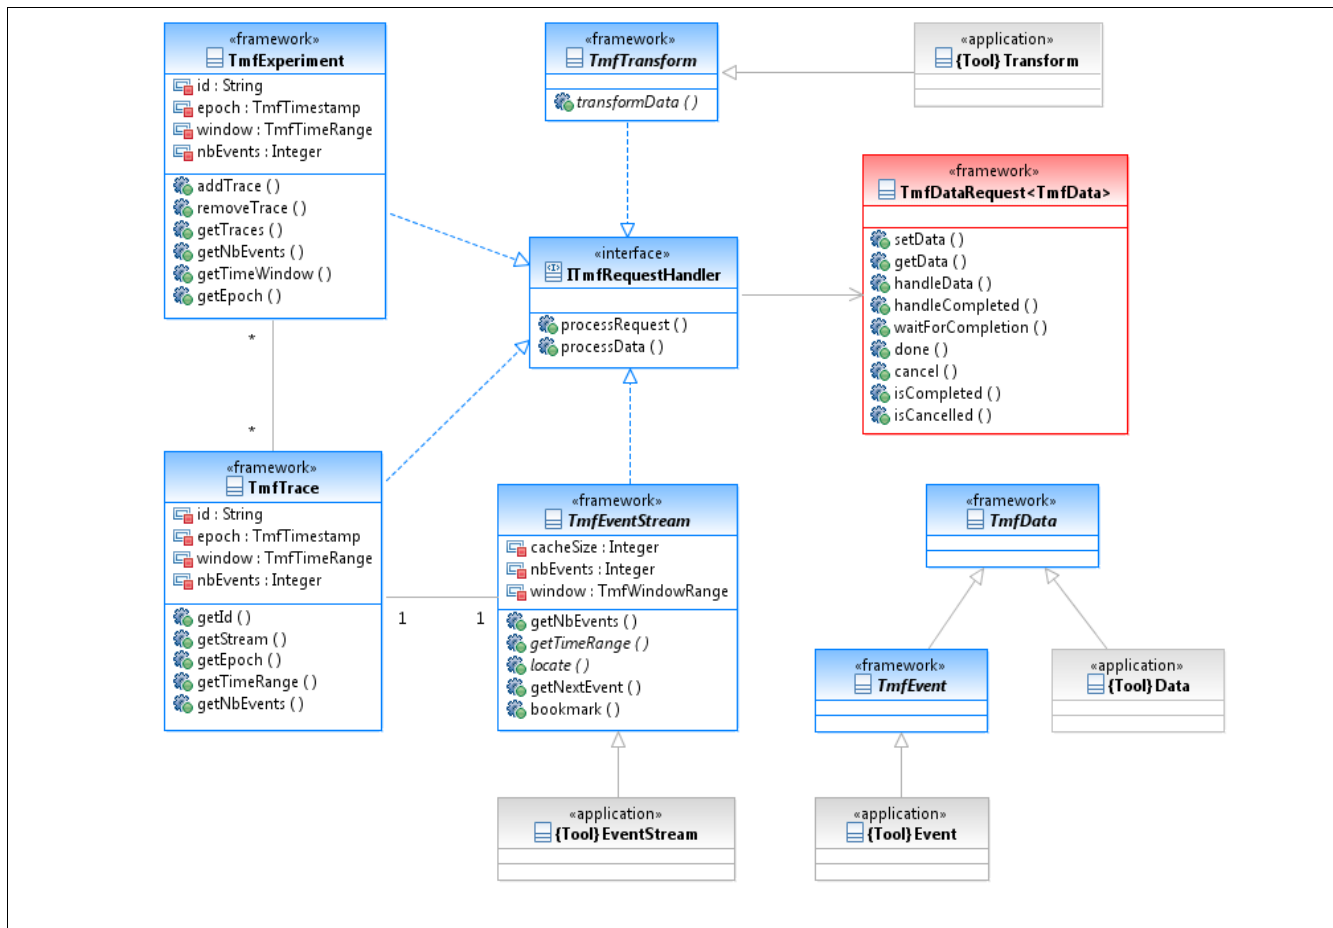 «framework»
TmfExperiment
id : String
epoch : TmfTimestamp
window : TmfTimeRange
nbEvents : Integer
addTrace ( )
removeTrace ( )
getTraces ( )
getNbEvents ( )
getTimeWindow ( )
getEpoch ( )
«framework»
TmfTransform
transformData ( )
«application»
{Tool} Transform
«framework»
TmfDataRequest<TmfData>
setData ( )
getData ( )
handleData ( )
handleCompleted ( )
waitForCompletion ( )
done ( )
cancel ( )
isCompleted ( )
isCancelled ( )
«interface»
ITmfRequestHandler
processRequest ( )
processData ( )
*
*
«framework»
TmfTrace
id : String
epoch : TmfTimestamp
window : TmfTimeRange
nbEvents : Integer
getId ( )
getStream ( )
getEpoch ( )
getTimeRange ( )
getNbEvents ( )
1
1
«framework»
TmfEventStream
cacheSize : Integer
nbEvents : Integer
window : TmfWindowRange
getNbEvents ( )
getTimeRange ( )
locate ( )
getNextEvent ( )
bookmark ( )
«framework»
TmfData
«framework»
TmfEvent
«application»
{Tool} Data
«application»
{Tool} EventStream
«application»
{Tool} Event